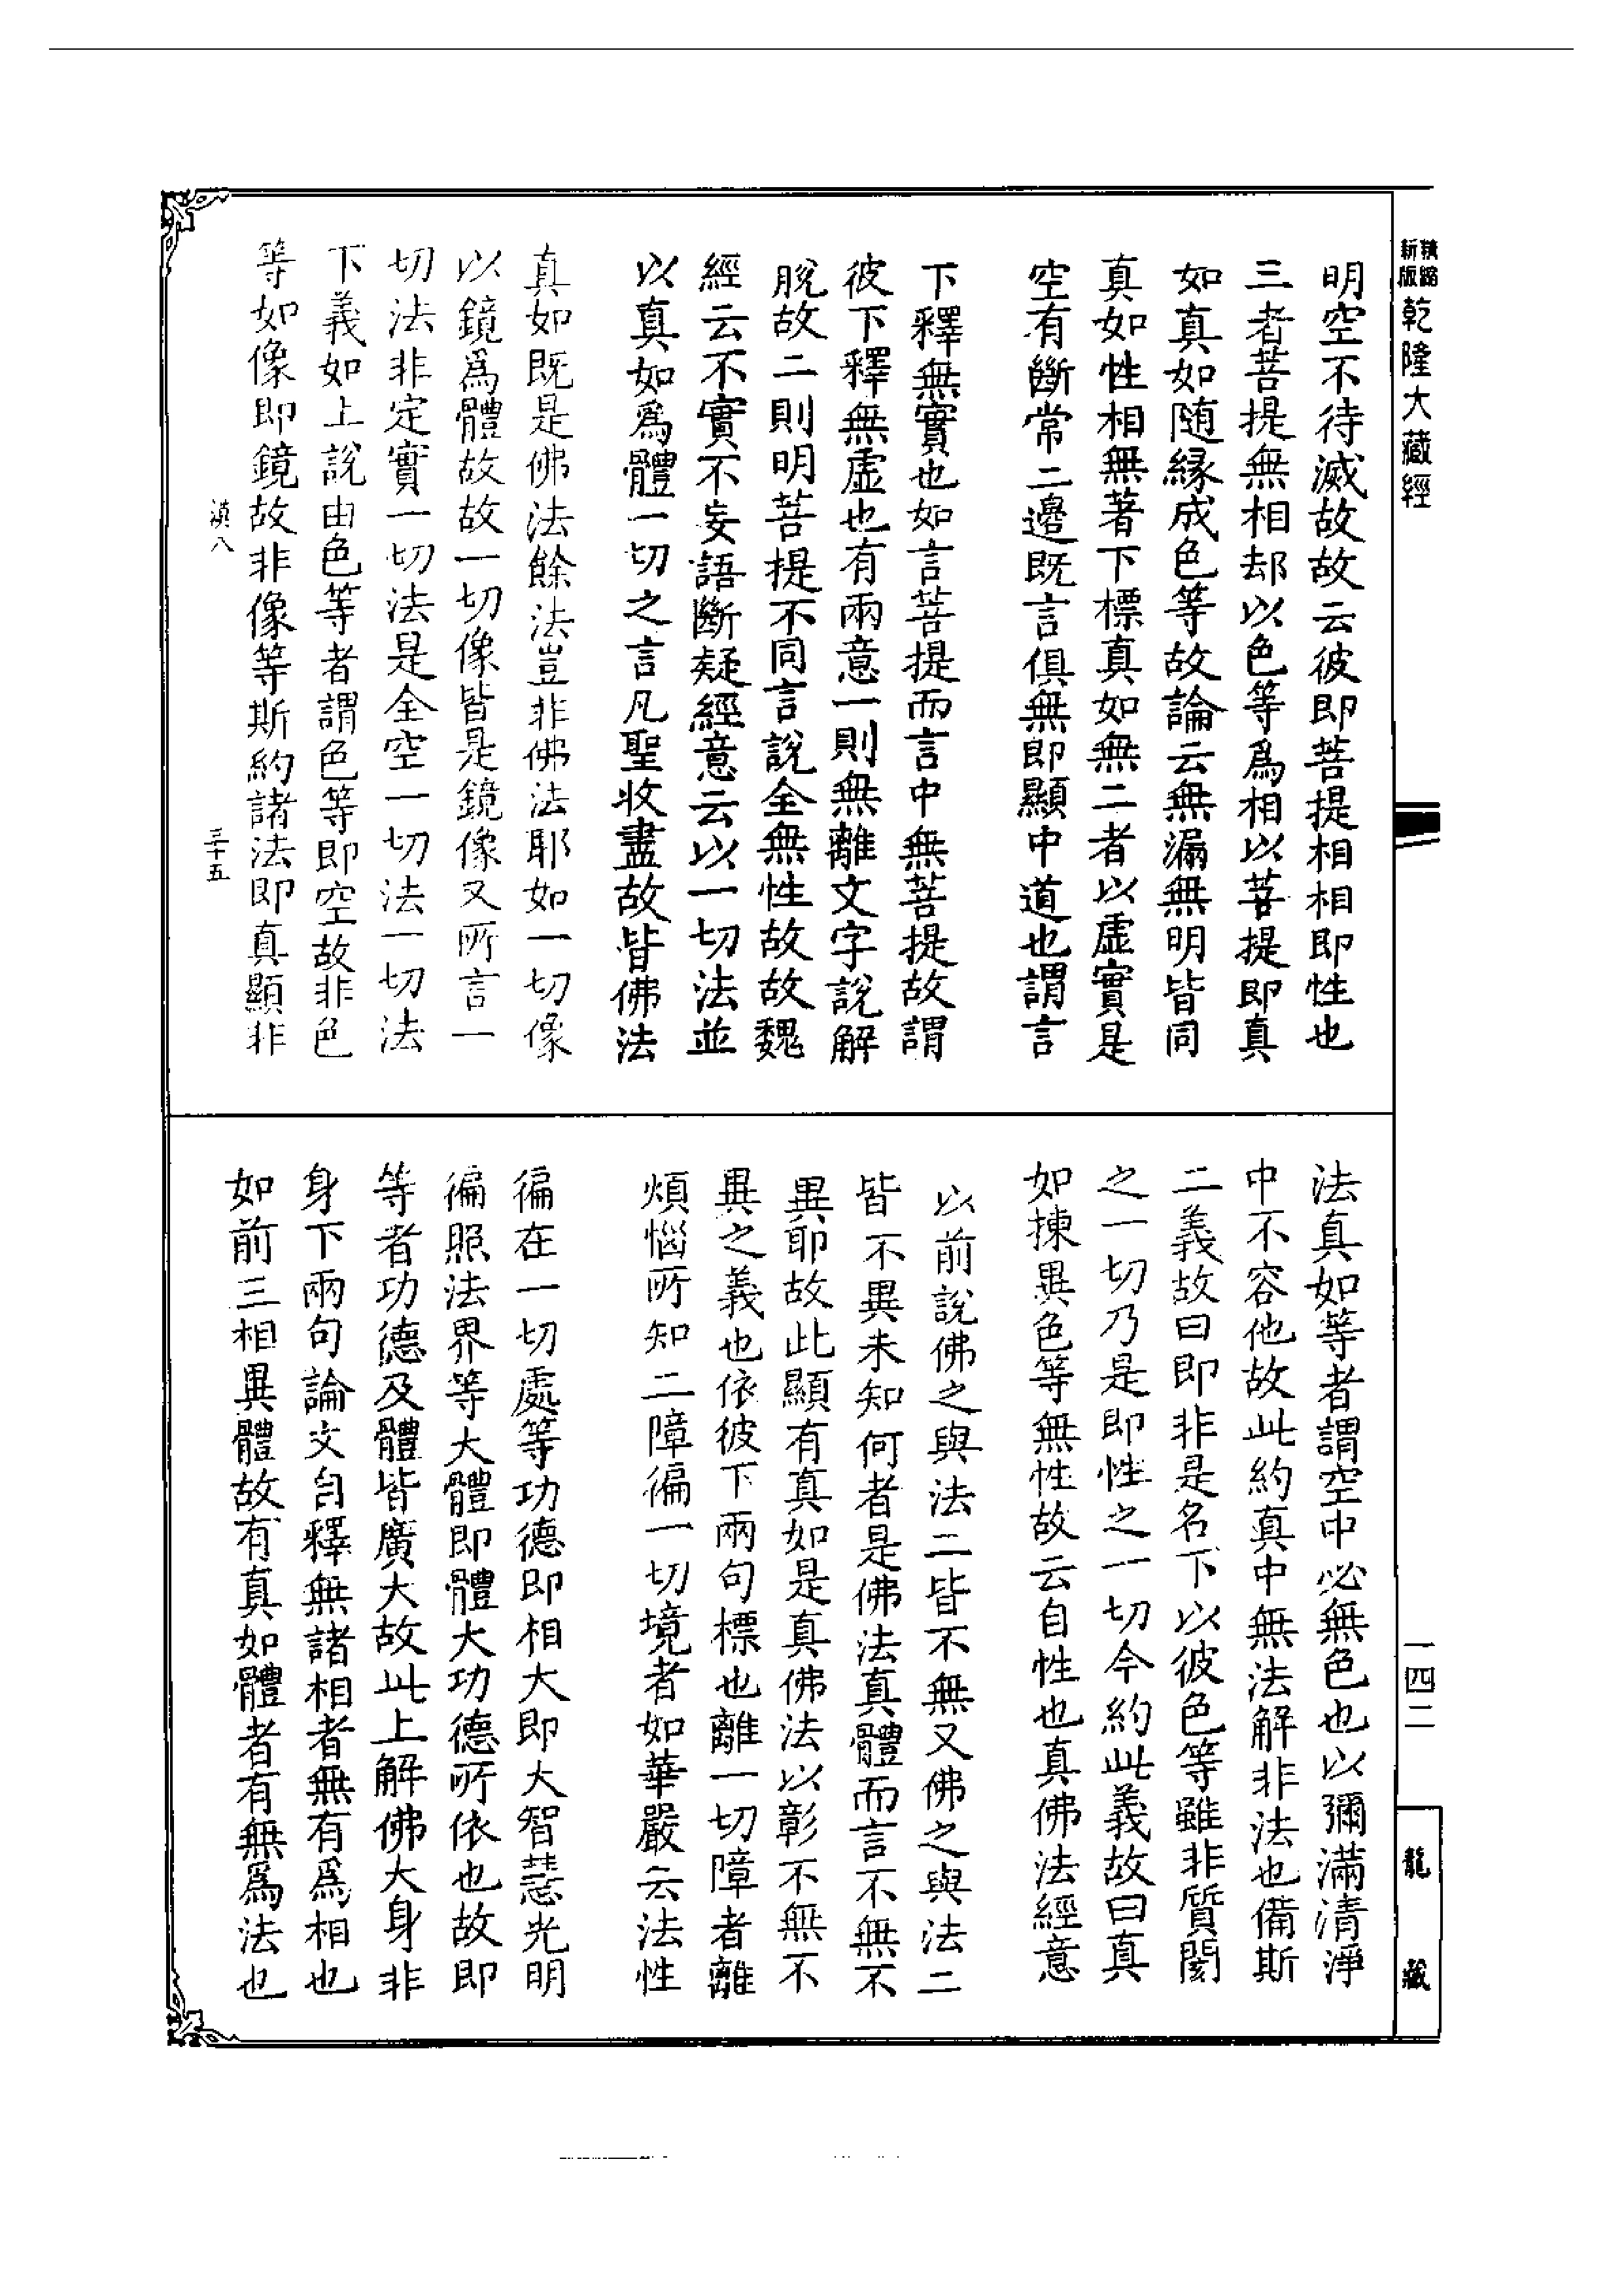 精縮新版 乾隆大藏經
明空不待滅故故云彼即菩提相相即性也
三者菩提無相却以色等爲相以菩提即真
如真如随縁成色等故論云無漏無明皆同
真如性相無著下標真如無二者以虛實是
空有斷常二邊既言俱無即顯中道也謂言
下釋無實也如言菩提而言中無菩提故謂
彼下釋無虛也有兩意一則無離文字說解
脫故二則明菩提不同言說全無性故故魏
經云不實不妄語斷疑經意云以一切法並
以真如爲體一切之言凡聖收盡故皆佛法
真如既是佛法餘法豈非佛法耶如一切像
以鏡爲體故故一切像皆是鏡像又所言一
切法非定實一切法是全空一切法一切法
下義如上說由色等者謂色等即空故非色
等如像即鏡故非像等斯約諸法即真顯非
滇八 三十五
法真如等者謂空中必無色也以彌滿清淨
中不容他故此約真中無法解非法也備斯
二義故曰即非是名下以彼色等雖非質閡
之一切乃是即性之一切今約此義故曰真
如揀異色等無性故云自性也真佛法經意
以前說佛之與法二皆不無又佛之與法二
皆不異未知何者是佛法真體而言不無不
異耶故此顯有真如是真佛法以彰不無不
異之義也依彼下兩句標也離一切障者離
煩惱所知二障徧一切境者如華嚴云法性
徧在一切處等功德即相大即大智慧光明
徧照法界等大體即體大功德所依也故即
等者功德及體皆廣大故此上解佛大身非
身下兩句論文自釋無諸相者無有爲相也
如前三相異體故有真如體者有無爲法也
一四二
龍藏